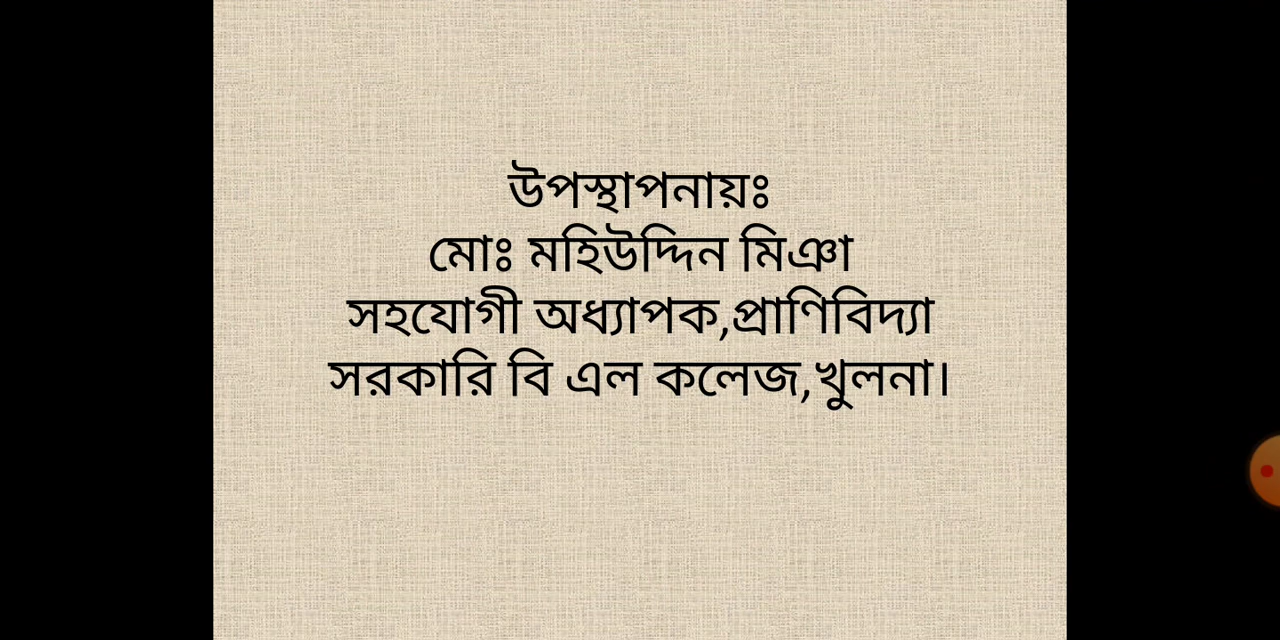 উপস্থাপনায়ঃ
মোঃ মহিউদ্দিন মিঞা
সহযোগী অধ্যাপক,প্রাণিবিদ্যা
সরকারি বি এল কলেজ,খুলনা।